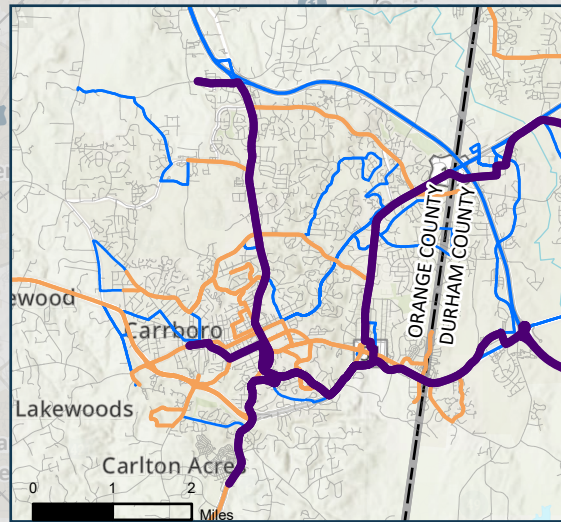 ORANGE COUNTY
DURHAM COUNTY
ewood
Carrboro
Lakewoods
Carlton Acres
0 1 2
Miles